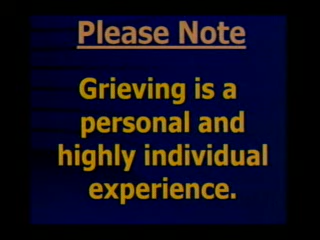 Please Note
Grieving is a
personal and
highly individual
experience.